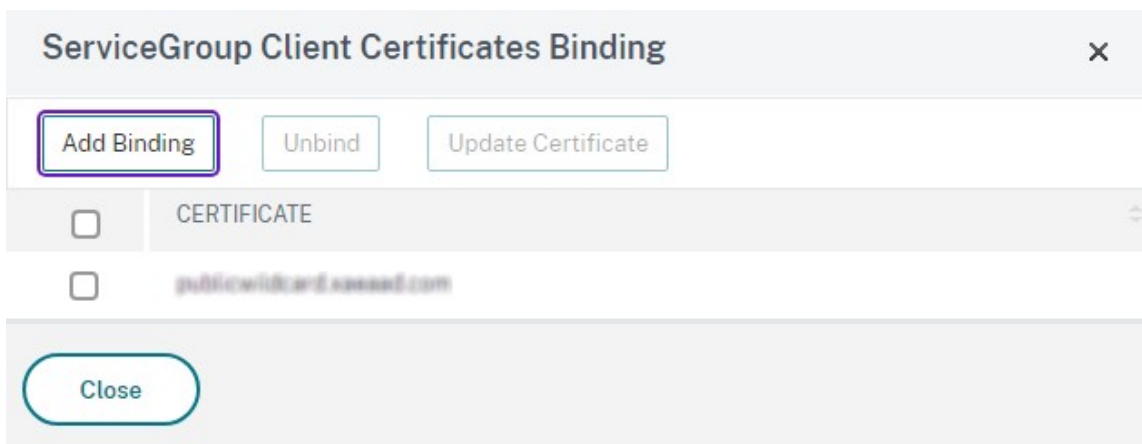 ServiceGroup Client Certificates Binding
Add Binding Unbind Update Certificate
CERTIFICATE
Close